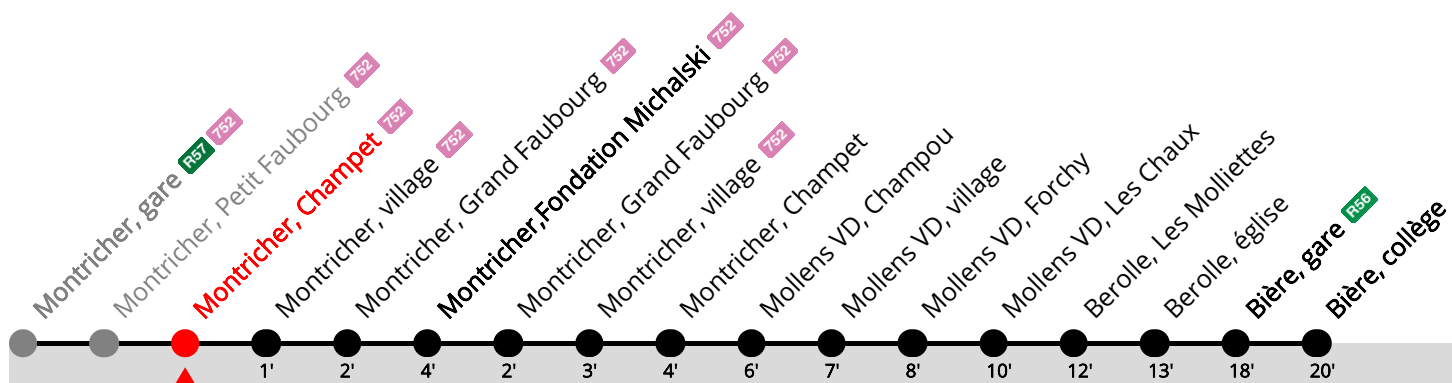 Montricher, gare R57 752
Montricher, Petit Faubourg 752
Montricher, Champet 752
Montricher, village 752
Montricher, Grand Faubourg 752
Montricher,Fondation Michalski 752
Montricher, Grand Faubourg 752
Montricher, village 752
Montricher, Champet
Mollens VD, Champou
Mollens VD, village
Mollens VD, Forchy
Mollens VD, Les Chaux
Berolle, Les Molliettes
Berolle, église
Bière, gare R56
Bière, collège
1' 2' 4' 2' 3' 4' 6' 7' 8' 10' 12' 13' 18' 20'